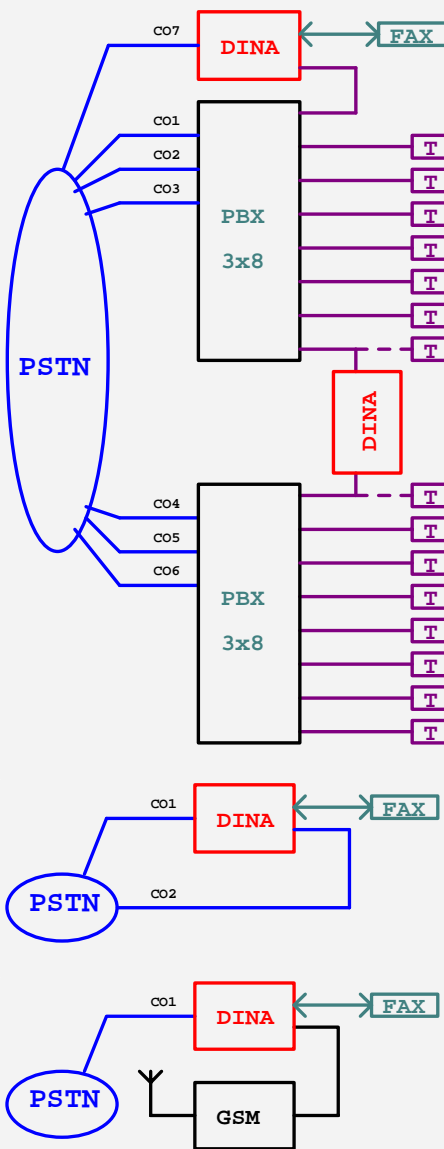 CO7
DINA
FAX
CO1
T
CO2
T
CO3
T
PBX
3x8
T
T
T
T
PSTN
DINA
T
CO4
T
CO5
T
CO6
PBX
T
3x8
T
T
T
T
CO1
DINA
FAX
PSTN
CO2
CO1
DINA
FAX
PSTN
GSM